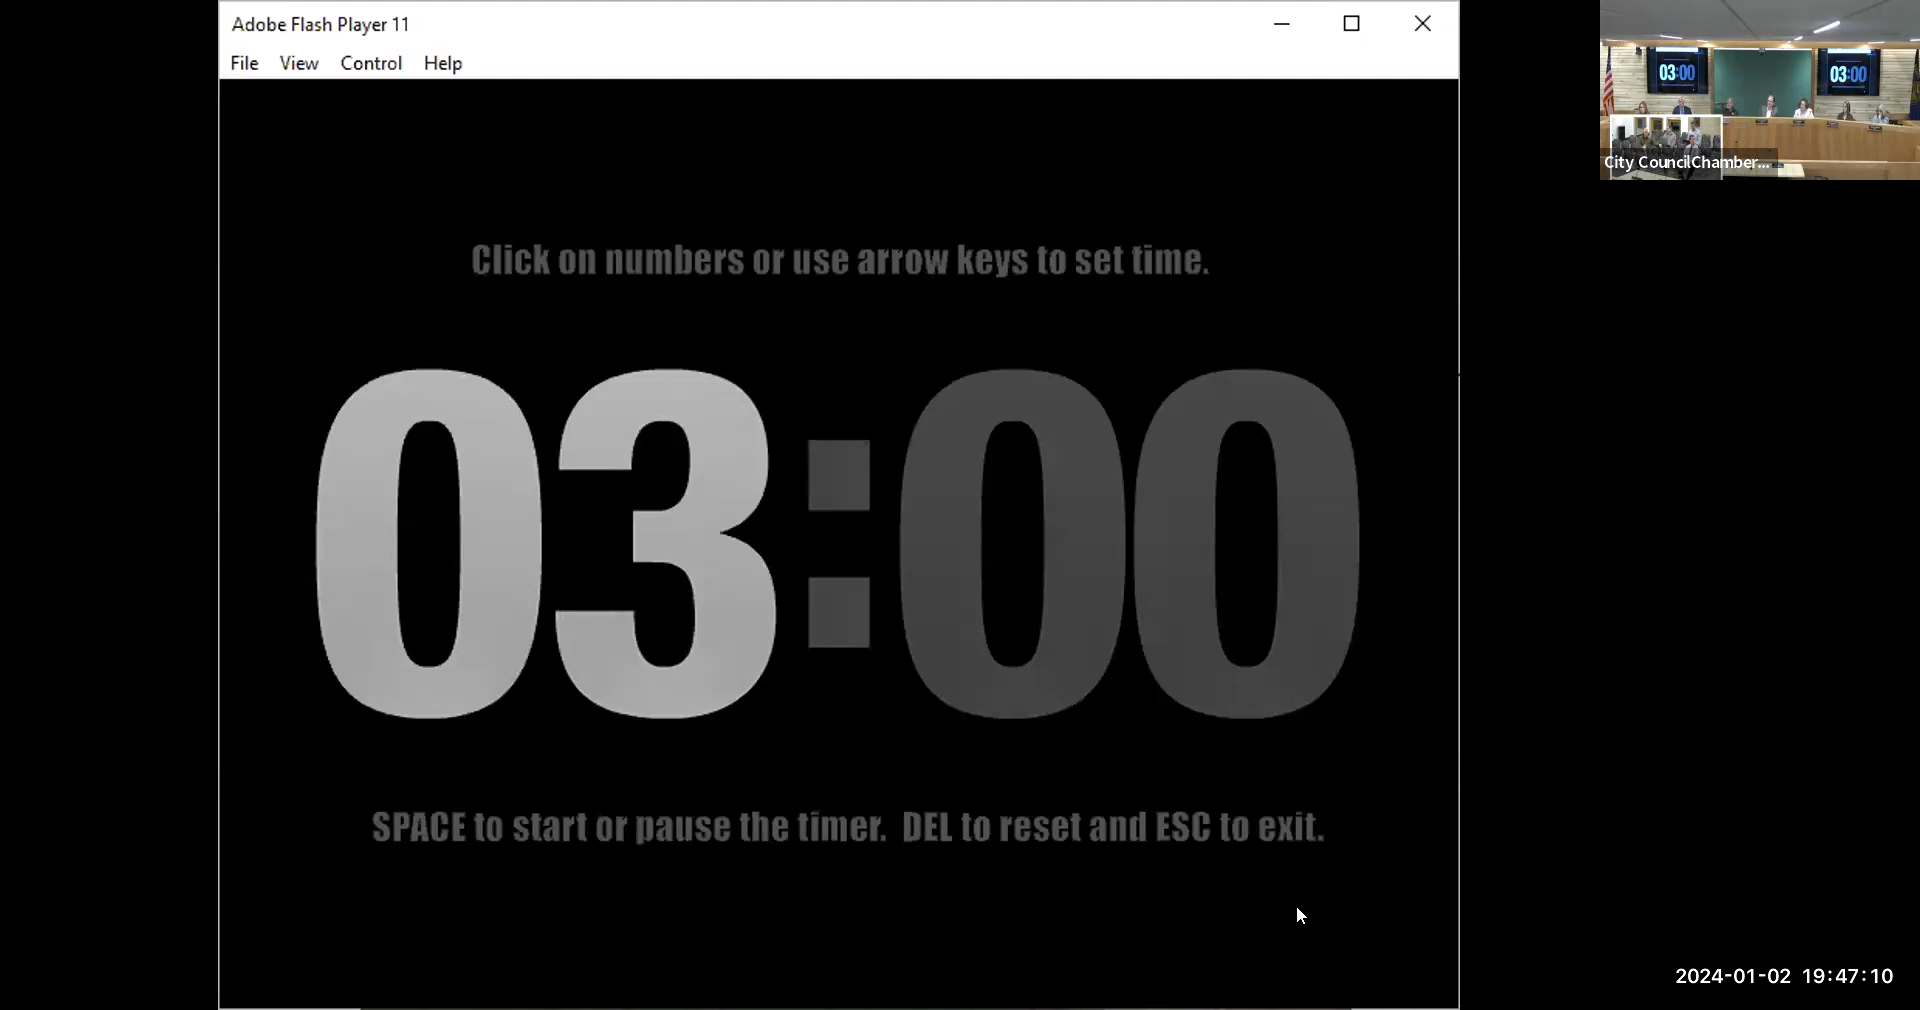 Adobe Flash Player 11
File View Control Help
Click on numbers or use arrow keys to set time.
03:00
SPACE to start or pause the timer. DEL to reset and ESC to exit.
03:00
03:00
City CouncilChamber...
2024-01-02 19:47:10